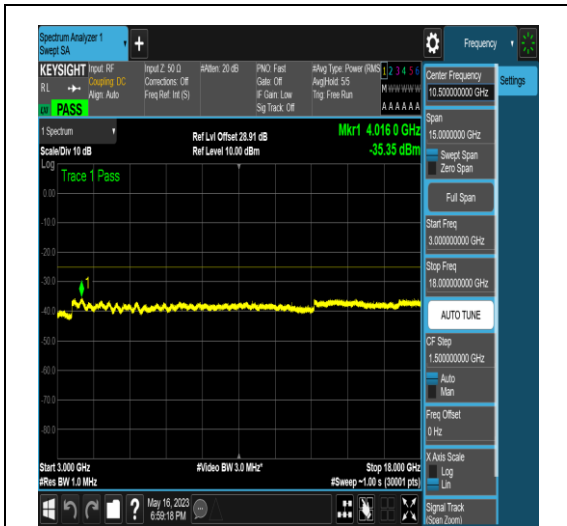 Spectrum Analyzer 1
Swept SA
Frequency
KEYSIGHT
RL
Input: RF
Coupling: DC
Align: Auto
Input Z: 50 Ω
Corrections: Off
Freq Ref: Int (S)
#Atten: 20 dB
PNO: Fast
Gate: Off
IF Gain: Low
Sig Track: Off
#Avg Type: Power (RMS
Avg|Hold: 5/5
Trig: Free Run
1 2 3 4 5 6
M W W W W W
A A A A A A
PASS
1 Spectrum
Scale/Div 10 dB
Ref Lvl Offset 28.91 dB
Ref Level 10.00 dBm
Mkr1 4.016 0 GHz
-35.35 dBm
Log
Trace 1 Pass
0.00
-10.0
-20.0
-30.0
-40.0
-50.0
-60.0
-70.0
-80.0
1
Start 3.000 GHz
#Res BW 1.0 MHz
#Video BW 3.0 MHz*
Stop 18.000 GHz
#Sweep ~1.00 s (30001 pts)
May 16, 2023
6:59:18 PM
Center Frequency
10.500000000 GHz
Span
15.0000000 GHz
Swept Span
Zero Span
Full Span
Start Freq
3.000000000 GHz
Stop Freq
18.000000000 GHz
AUTO TUNE
CF Step
1.500000000 GHz
Auto
Man
Freq Offset
0 Hz
X Axis Scale
Log
Lin
Signal Track
(Span Zoom)
Settings